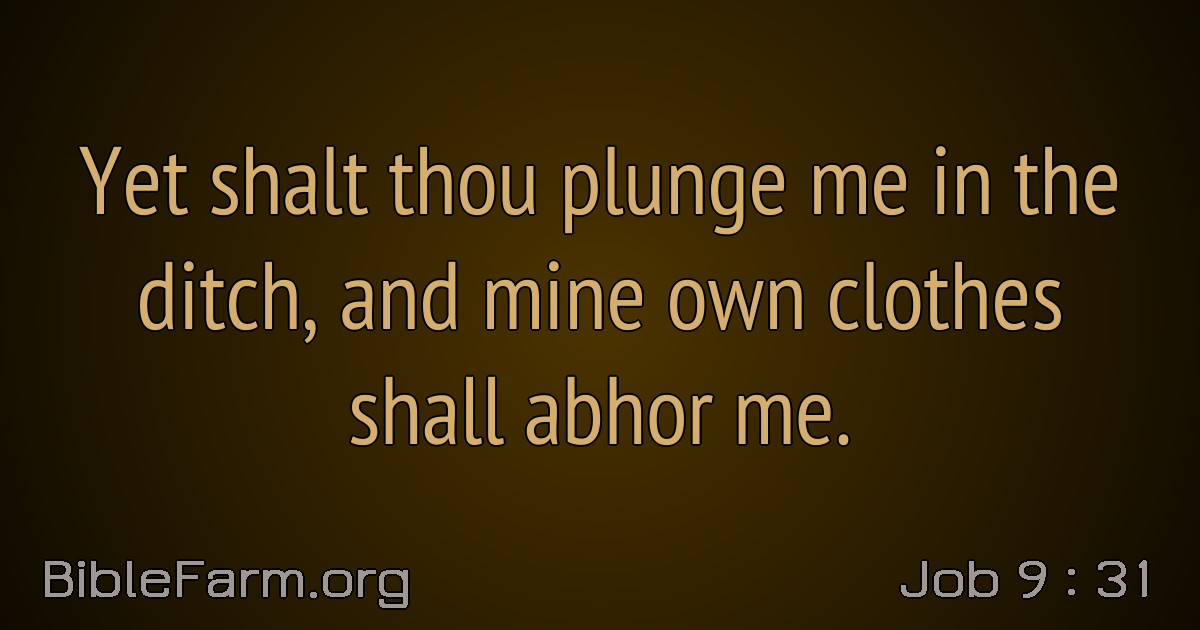 Yet shalt thou plunge me in the
ditch, and mine own clothes
shall abhor me.
BibleFarm.org
Job 9 : 31